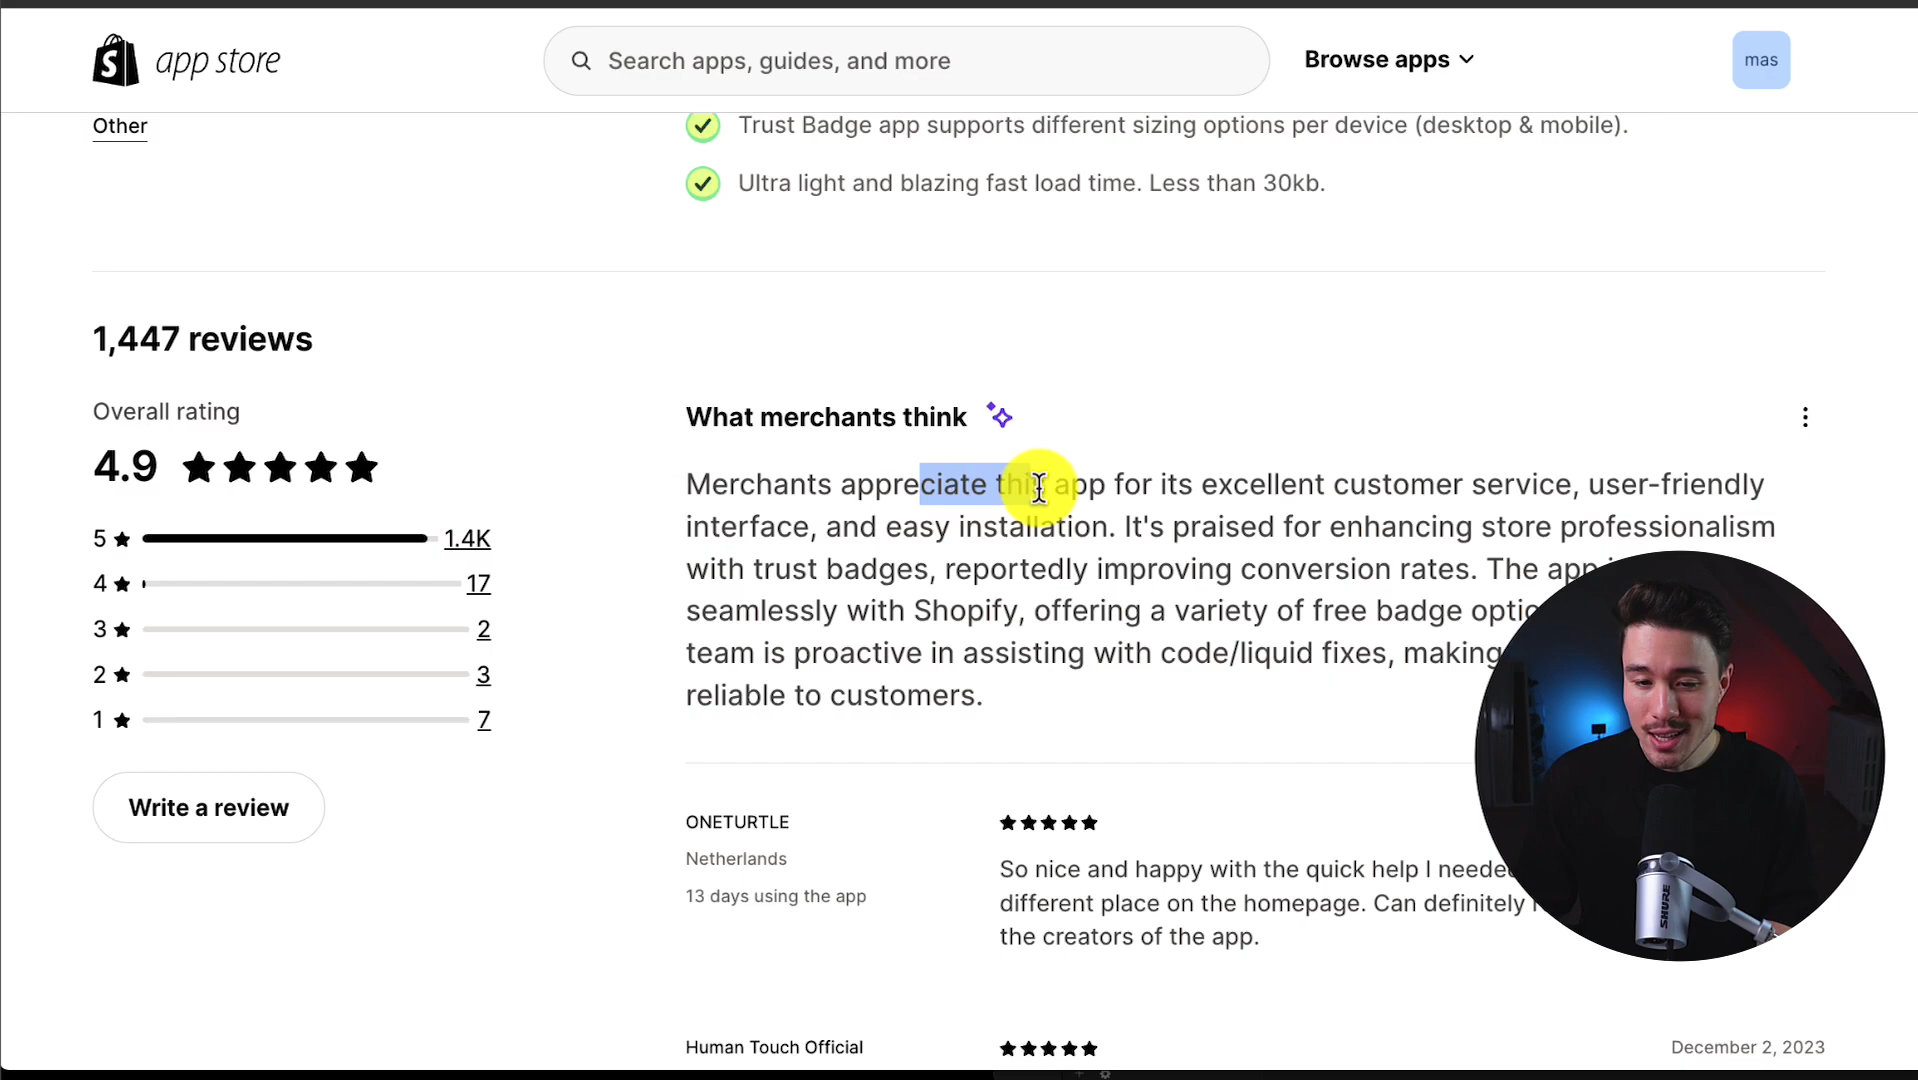 app store
Search apps, guides, and more
Browse apps
mas
Other
Trust Badge app supports different sizing options per device (desktop & mobile).
Ultra light and blazing fast load time. Less than 30kb.
1,447 reviews
Overall rating
4.9
5 1.4K
4 17
3 2
2 3
1 7
Write a review
What merchants think
Merchants appreciate this app for its excellent customer service, user-friendly
interface, and easy installation. It's praised for enhancing store professionalism
with trust badges, reportedly improving conversion rates. The app
seamlessly with Shopify, offering a variety of free badge
team is proactive in assisting with code/liquid fixes, making
reliable to customers.
ONETURTLE
Netherlands
13 days using the app
So nice and happy with the quick help I
different place on the homepage. Can definitely
the creators of the app.
Human Touch Official
December 2, 2023
SHURE